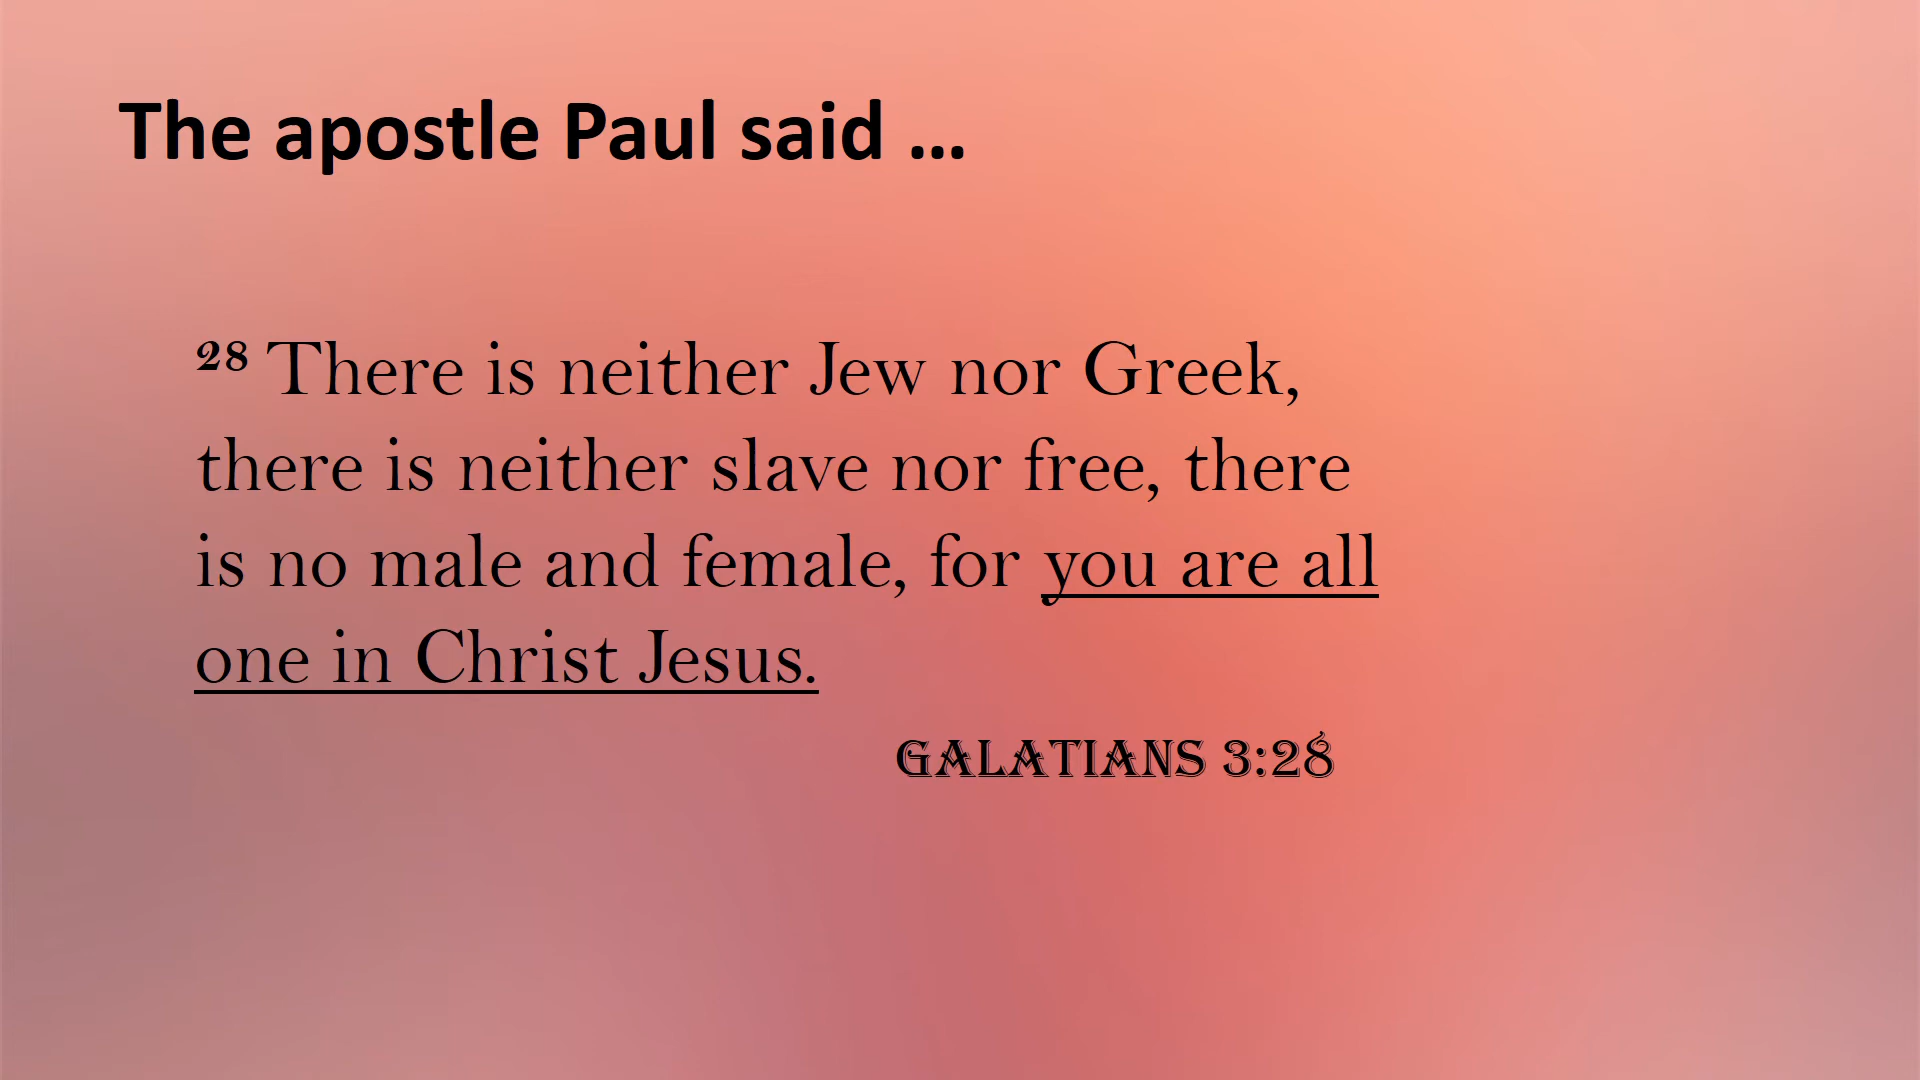 The apostle Paul said ...
28 There is neither Jew nor Greek,
there is neither slave nor free, there
is no male and female, for you are all
one in Christ Jesus.
GALATIANS 3:28